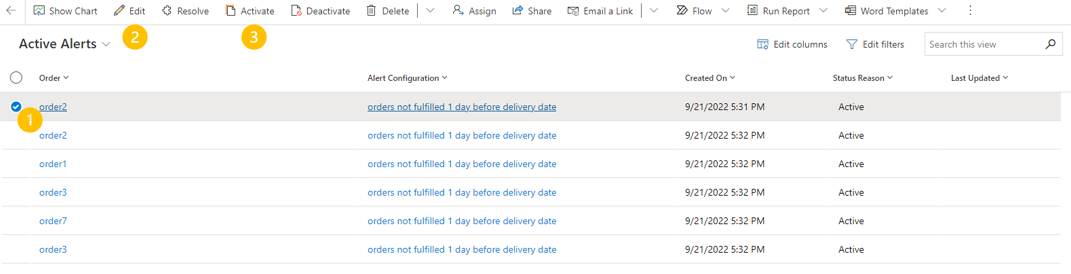 Show Chart Edit Resolve Activate Deactivate Delete Assign Share Email a Link Flow Run Report Word Templates
2 3
Active Alerts Edit columns Edit filters Search this view
Order Alert Configuration Created On Status Reason Last Updated
order2 orders not fulfilled 1 day before delivery date 9/21/2022 5:31 PM Active
1
order2 orders not fulfilled 1 day before delivery date 9/21/2022 5:32 PM Active
order1 orders not fulfilled 1 day before delivery date 9/21/2022 5:32 PM Active
order3 orders not fulfilled 1 day before delivery date 9/21/2022 5:32 PM Active
order7 orders not fulfilled 1 day before delivery date 9/21/2022 5:32 PM Active
order3 orders not fulfilled 1 day before delivery date 9/21/2022 5:32 PM Active